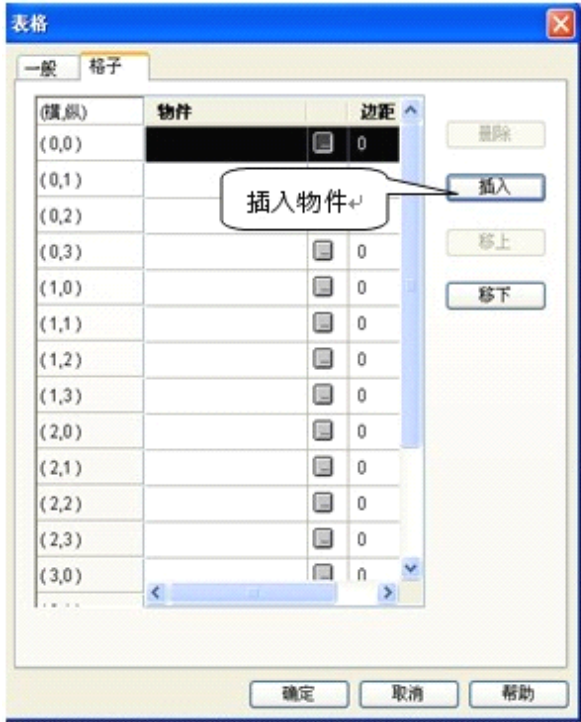 表格
一般 格子
(横,纵) 物件 边距
(0,0) 0 删除
(0,1) 插入
插入物件
(0,2)
(0,3) 0 移上
(1,0) 0 移下
(1,1) 0
(1,2) 0
(1,3) 0
(2,0) 0
(2,1) 0
(2,2) 0
(2,3) 0
(3,0) 0
确定 取消 帮助